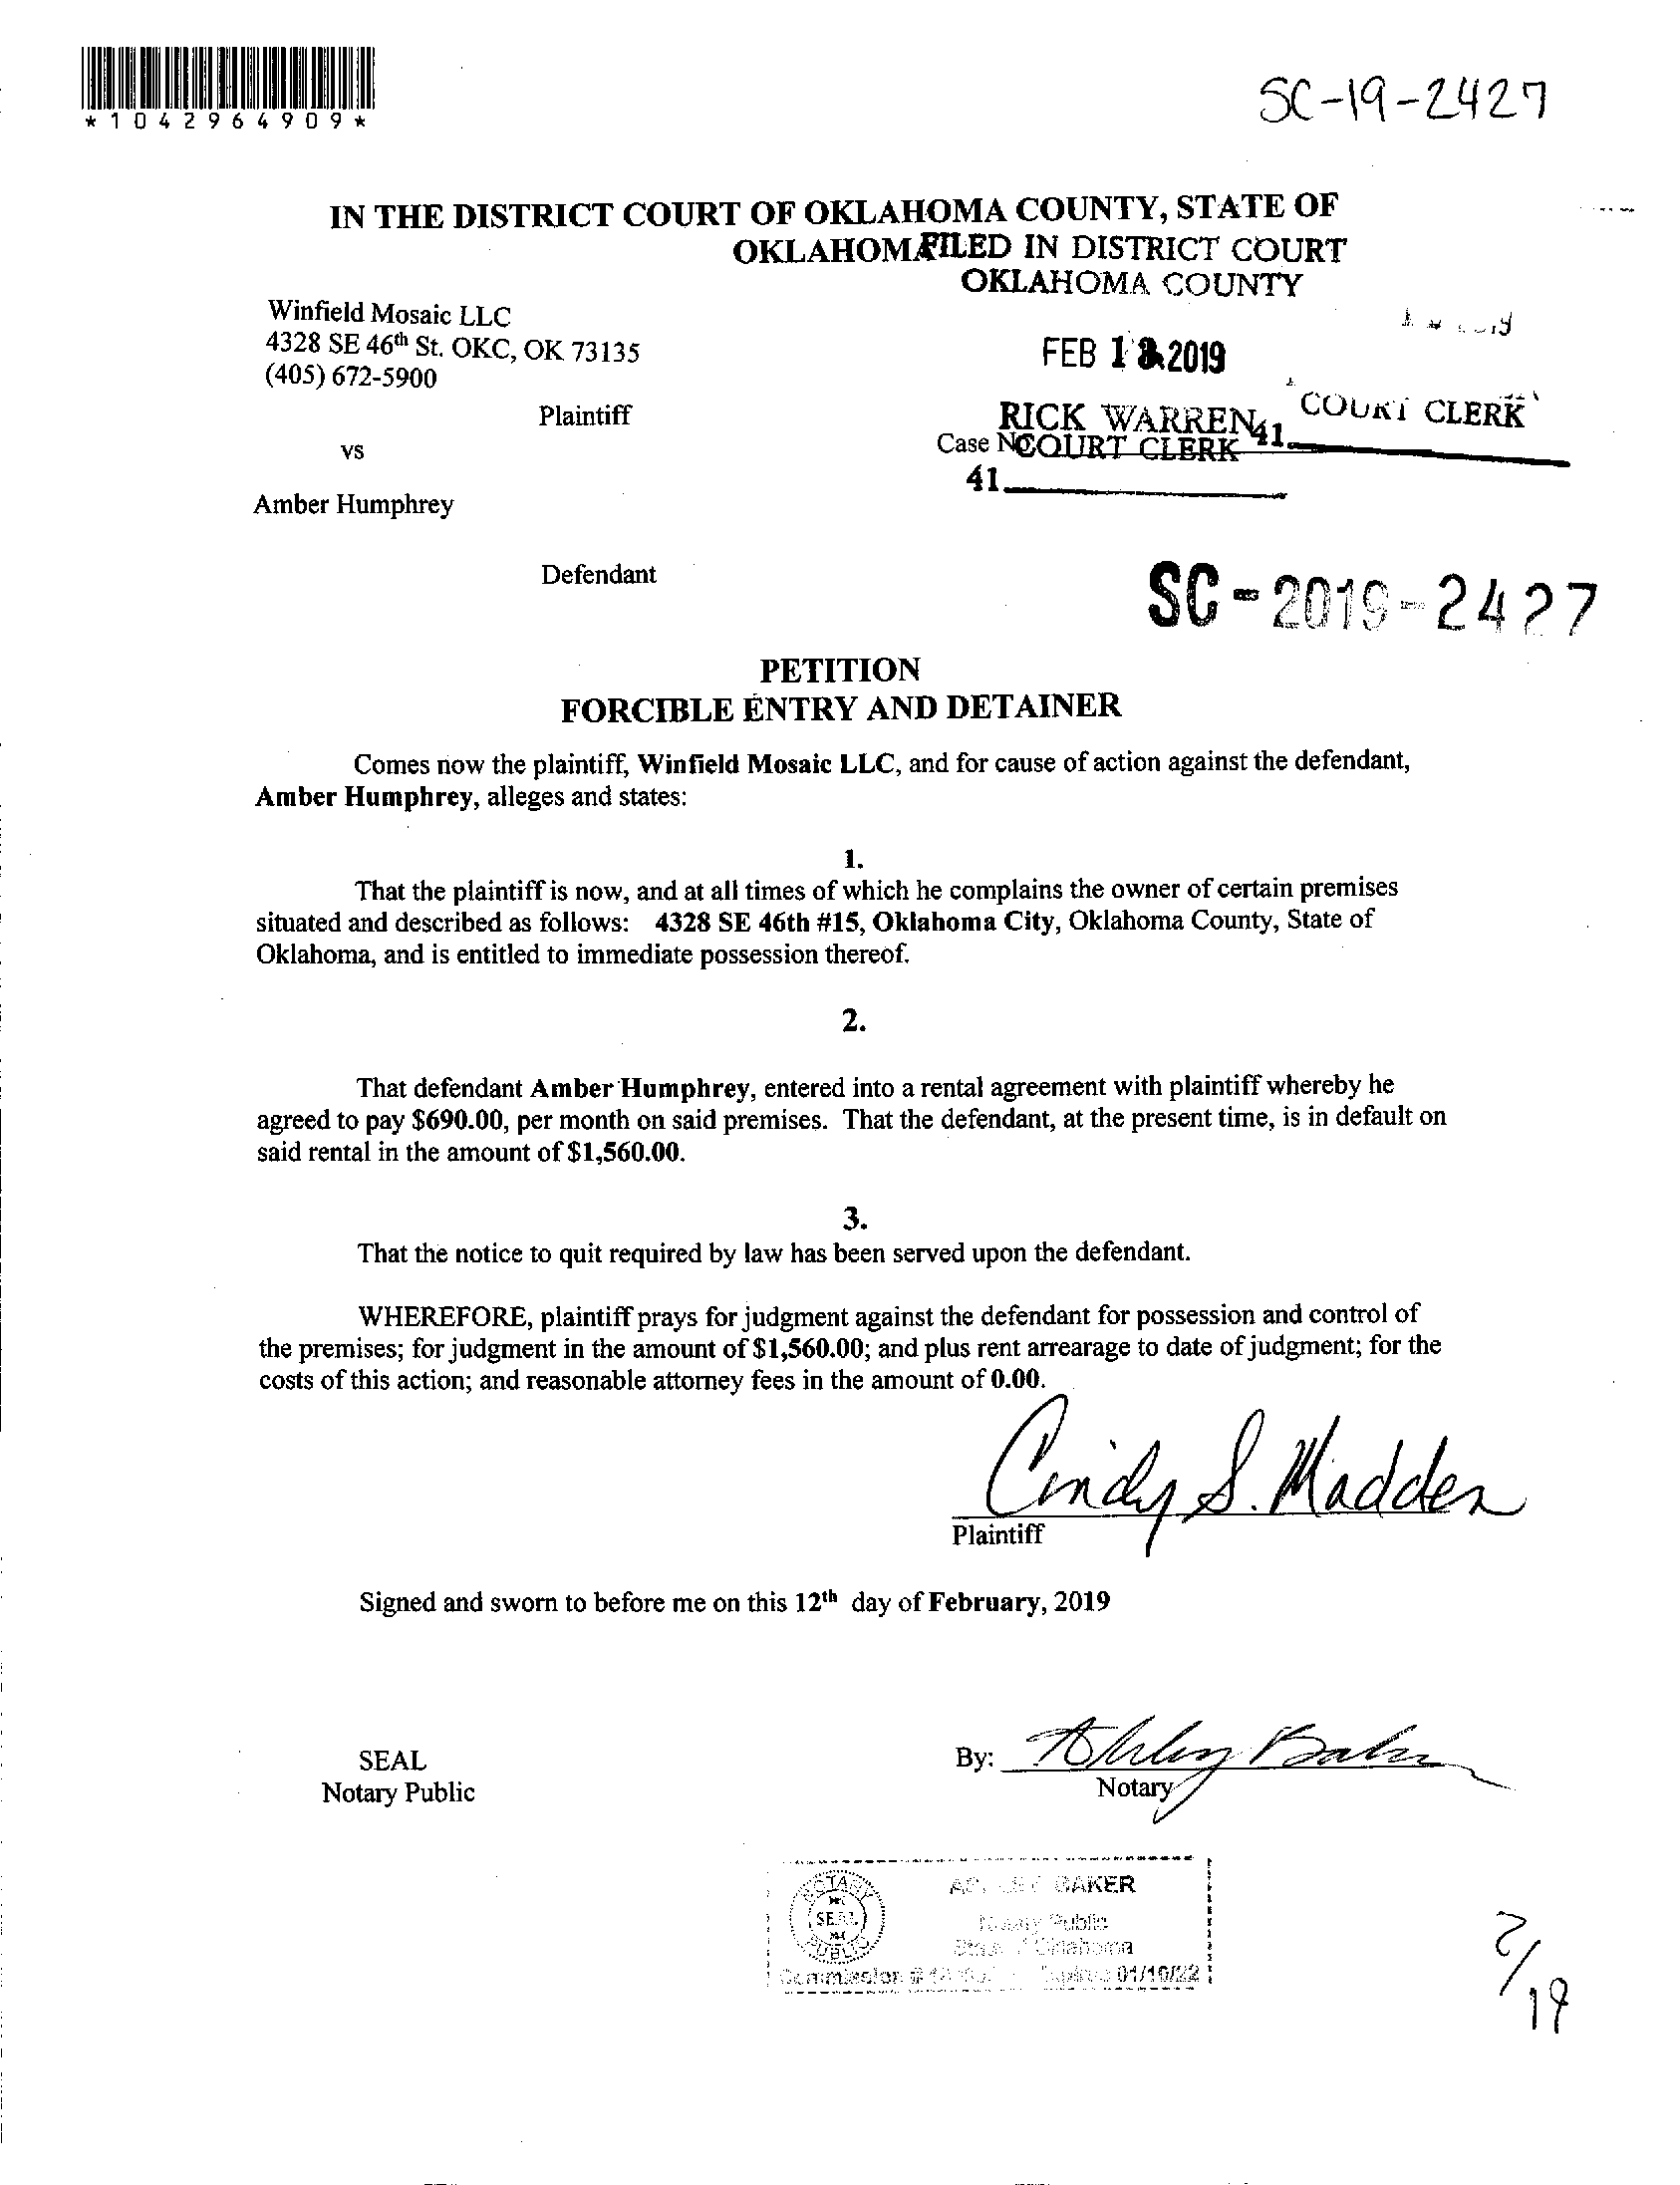 *1042964909*
SC-19-2427
IN THE DISTRICT COURT OF OKLAHOMA COUNTY, STATE OF
OKLAHOMA
FILED IN DISTRICT COURT
OKLAHOMA COUNTY
Winfield Mosaic LLC
4328 SE 46th St. OKC, OK 73135
(405) 672-5900
FEB 2019
Plaintiff
RICK WARREN
COURT CLERK
COURT CLERK
41.
vs
Case
41.
Amber Humphrey
Defendant
SC-2019-2427
PETITION
FORCIBLE ENTRY AND DETAINER
Comes now the plaintiff, Winfield Mosaic LLC, and for cause of action against the defendant,
Amber Humphrey, alleges and states:
1.
That the plaintiff is now, and at all times of which he complains the owner of certain premises
situated and described as follows: 4328 SE 46th #15, Oklahoma City, Oklahoma County, State of
Oklahoma, and is entitled to immediate possession thereof.
2.
That defendant Amber Humphrey, entered into a rental agreement with plaintiff whereby he
agreed to pay $690.00, per month on said premises. That the defendant, at the present time, is in default on
said rental in the amount of $1,560.00.
3.
That the notice to quit required by law has been served upon the defendant.
WHEREFORE, plaintiff prays for judgment against the defendant for possession and control of
the premises; for judgment in the amount of $1,560.00; and plus rent arrearage to date of judgment; for the
costs of this action; and reasonable attorney fees in the amount of 0.00.
Cindy S. Madden
Plaintiff
Signed and sworn to before me on this 12th day of February, 2019
SEAL
Notary Public
By: Ashley Baker
Notary
NOTARY
SEAL
PUBLIC
BAKER
Notary Public
State of Oklahoma
Commission # Expires 01/10/22
2/19